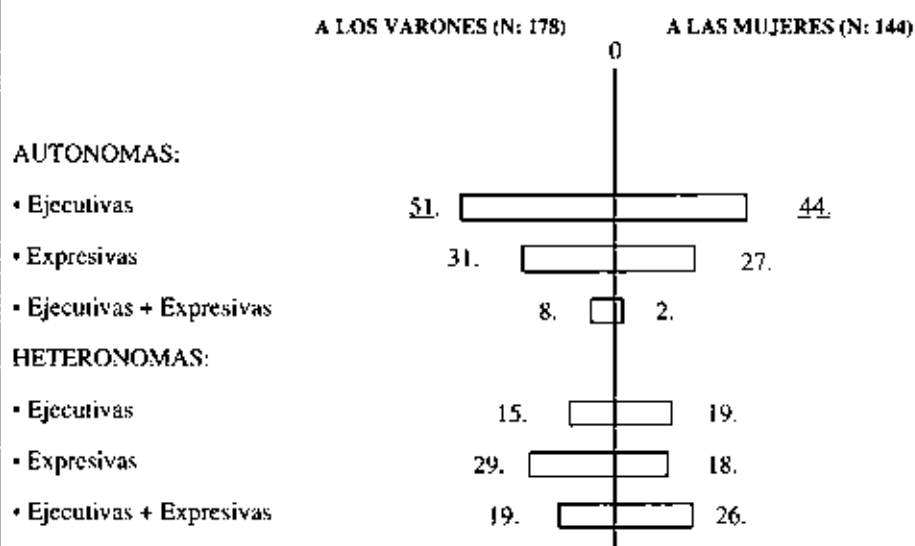 A LOS VARONES (N: 178) A LAS MUJERES (N: 144)
0
AUTONOMAS:
• Ejecutivas 51. 44.
• Expresivas 31. 27.
• Ejecutivas + Expresivas 8. 2.
HETERONOMAS:
• Ejecutivas 15. 19.
• Expresivas 29. 18.
• Ejecutivas + Expresivas 19. 26.